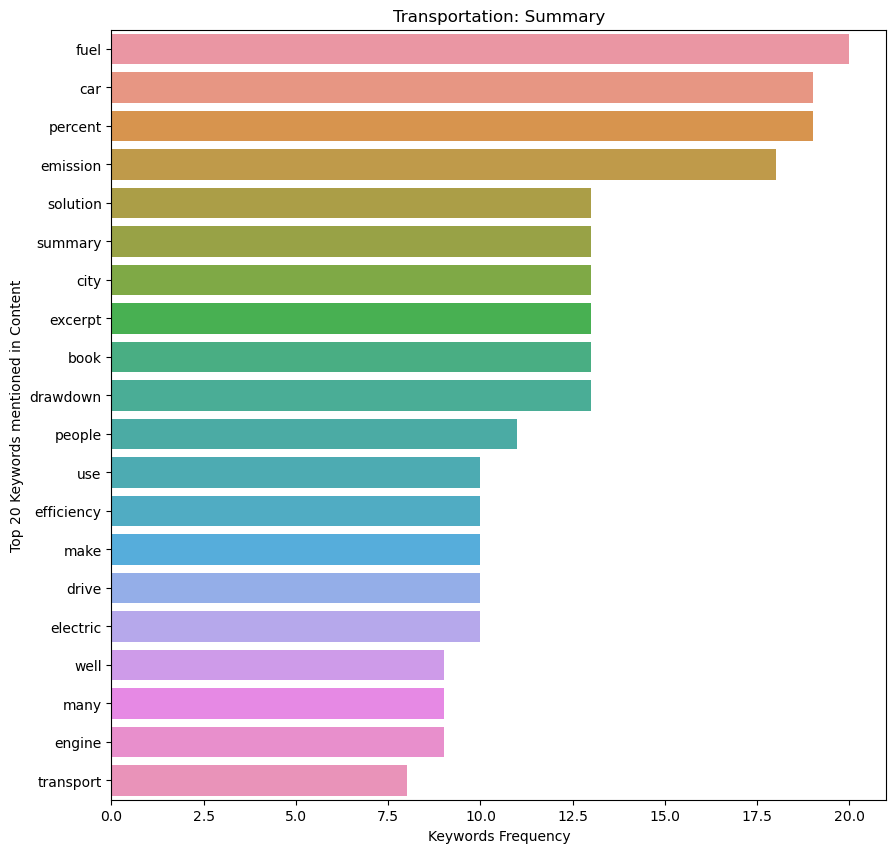 Transportation: Summary
Top 20 Keywords mentioned in Content
fuel
car
percent
emission
solution
summary
city
excerpt
book
drawdown
people
use
efficiency
make
drive
electric
well
many
engine
transport
0.0 2.5 5.0 7.5 10.0 12.5 15.0 17.5 20.0
Keywords Frequency